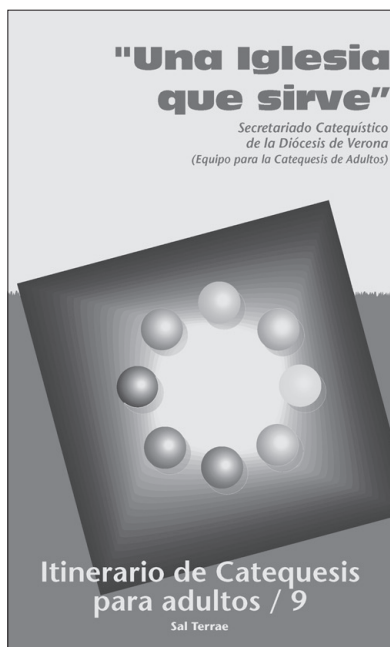 "Una Iglesia
que sirve”
Secretariado Catequístico
de la Diócesis de Verona
(Equipo para la Catequesis de Adultos)
Itinerario de Catequesis
para adultos / 9
Sal Terrae